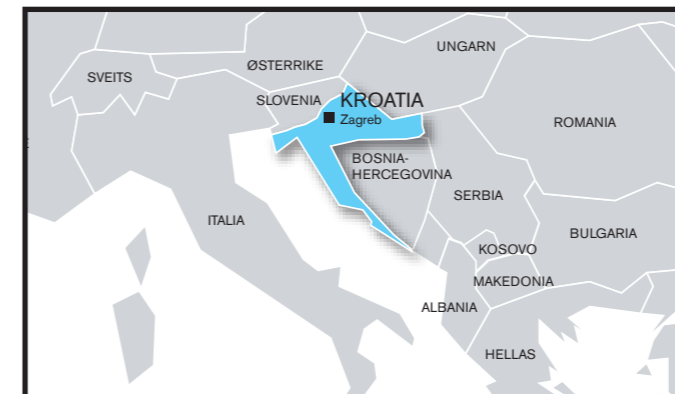 UNGARN
ØSTERRIKE
SVEITS
SLOVENIA
KROATIA
Zagreb
ROMANIA
BOSNIA-
HERCEGOVINA
SERBIA
ITALIA
BULGARIA
KOSOVO
MAKEDONIA
ALBANIA
HELLAS